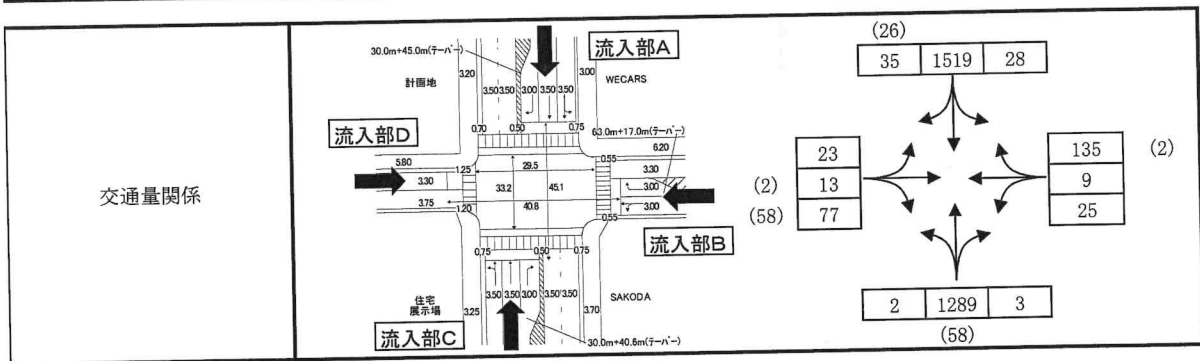 交通量関係
30.0m+45.0m(テーパー)
流入部A
計画地
3.20
3.00
WECARS
3.50 3.50 3.00 3.50 3.50
流入部D
0.70 0.50 0.75
63.0m+17.0m(テーパー)
6.20
5.80
1.25
29.5
0.55
3.30
3.30
33.2
45.1
3.00
3.75
40.8
3.00
1.20
0.55
流入部B
0.75 0.50 0.75
住宅
展示場
3.25
3.50 3.50 3.00 3.50 3.50
3.70
SAKODA
流入部C
30.0m+40.6m(テーパー)
(26)
35 1519 28
23
13
77
(2)
(58)
135
9
25
(2)
2 1289 3
(58)